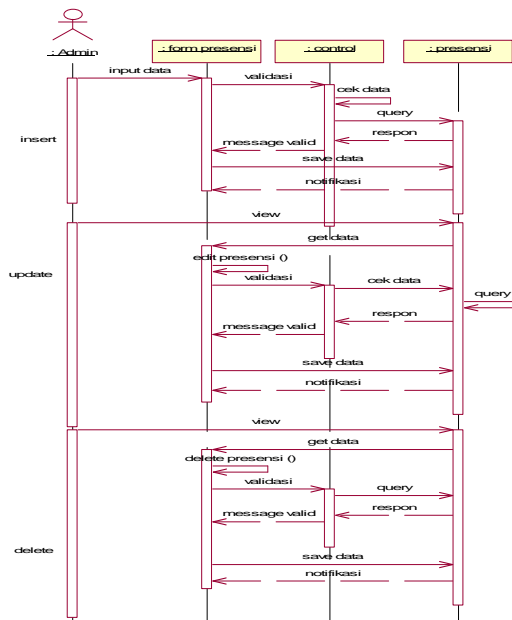 : Admin
: form presensi
: control
: presensi
input data
validasi
cek data
query
insert
respon
message valid
save data
notifikasi
view
get data
edit presensi ()
update
validasi
cek data
query
respon
message valid
save data
notifikasi
view
get data
delete presensi ()
validasi
query
respon
message valid
delete
save data
notifikasi